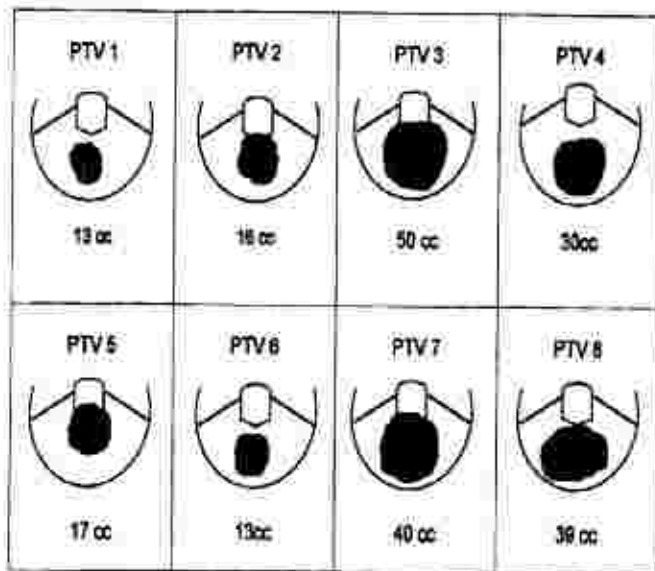 PTV 1
PTV 2
PTV 3
PTV 4
13 cc
16 cc
50 cc
30cc
PTV 5
PTV 6
PTV 7
PTV 8
17 cc
13cc
40 cc
39 cc